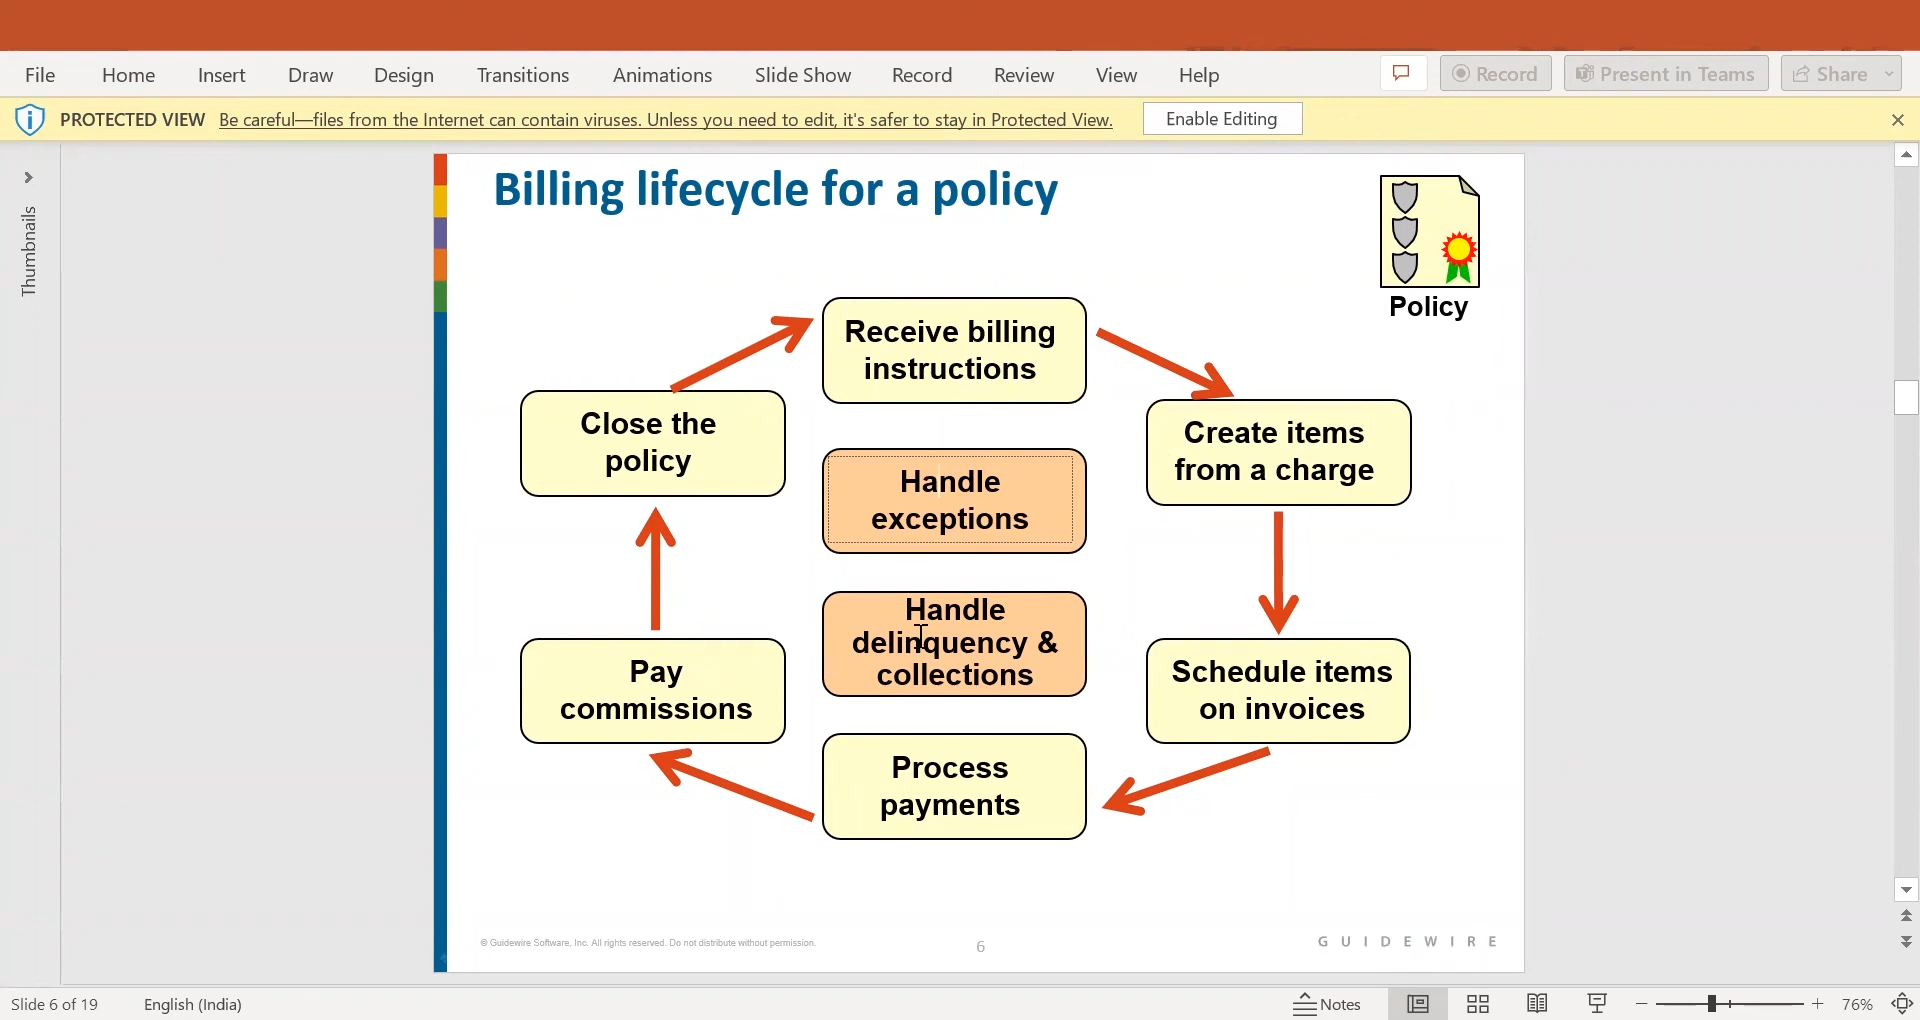 File Home Insert Draw Design Transitions Animations Slide Show Record Review View Help Record Present in Teams Share
PROTECTED VIEW Be careful—files from the Internet can contain viruses. Unless you need to edit, it's safer to stay in Protected View. Enable Editing
Thumbnails
Billing lifecycle for a policy
Policy
Receive billing
instructions
Create items
from a charge
Schedule items
on invoices
Process
payments
Pay
commissions
Close the
policy
Handle
exceptions
Handle
delinquency &
collections
© Guidewire Software, Inc. All rights reserved. Do not distribute without permission.
6
GUIDEWIRE
Slide 6 of 19 English (India) Notes 76%